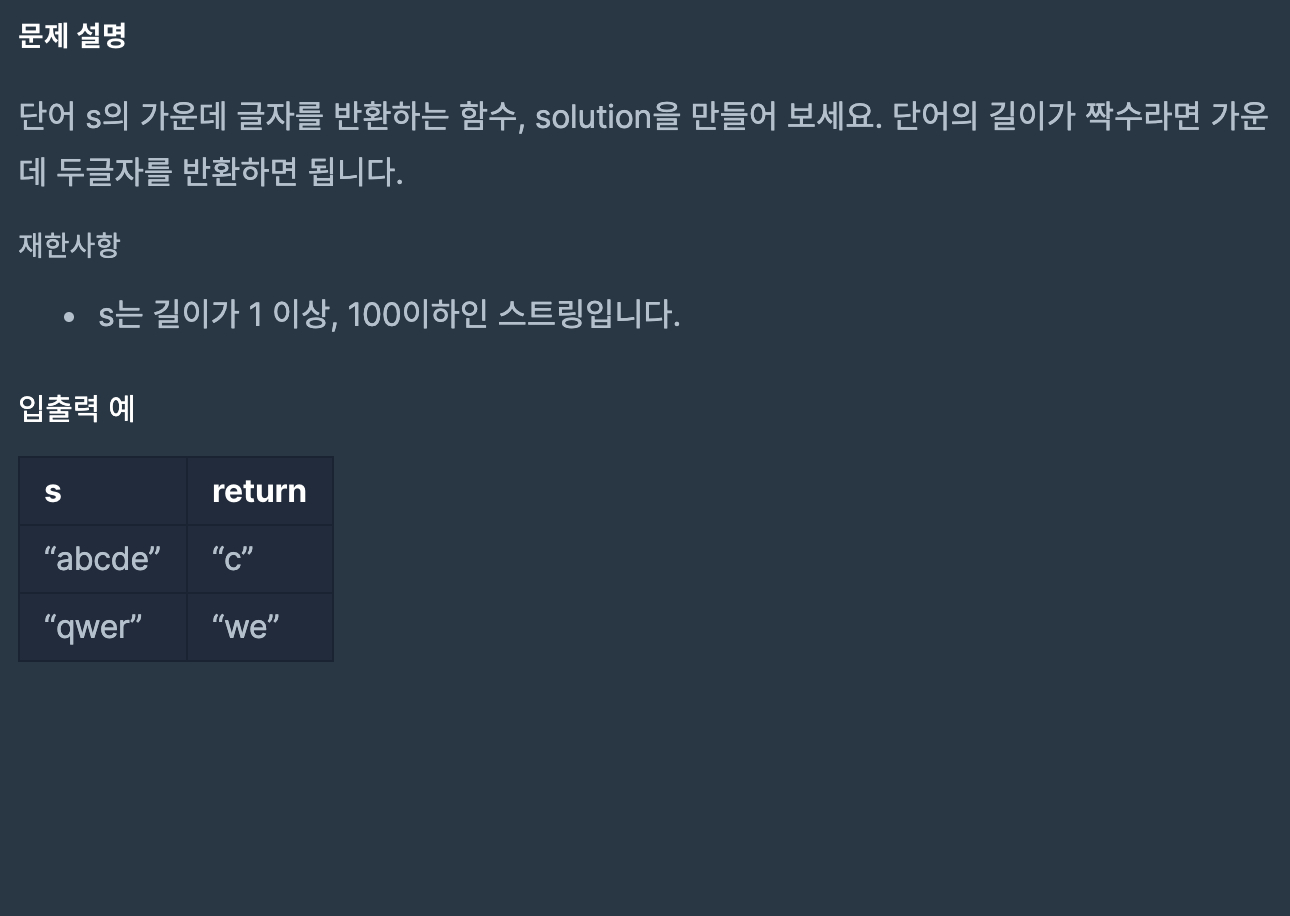 문제 설명
단어 s의 가운데 글자를 반환하는 함수, solution을 만들어 보세요. 단어의 길이가 짝수라면 가운
데 두글자를 반환하면 됩니다.
재한사항
s는 길이가 1 이상, 100이하인 스트링입니다.
입출력 예
s return
“abcde” “c”
“qwer” “we”